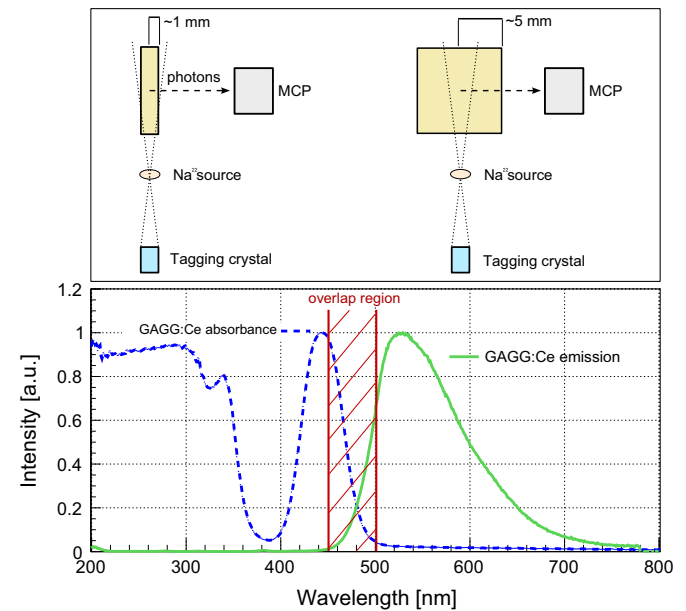 ~1 mm
~5 mm
photons
MCP
MCP
Na²²source
Na²²source
Tagging crystal
Tagging crystal
overlap region
GAGG:Ce absorbance
GAGG:Ce emission
Intensity [a.u.]
1.2
1
0.8
0.6
0.4
0.2
0
200 300 400 500 600 700 800
Wavelength [nm]